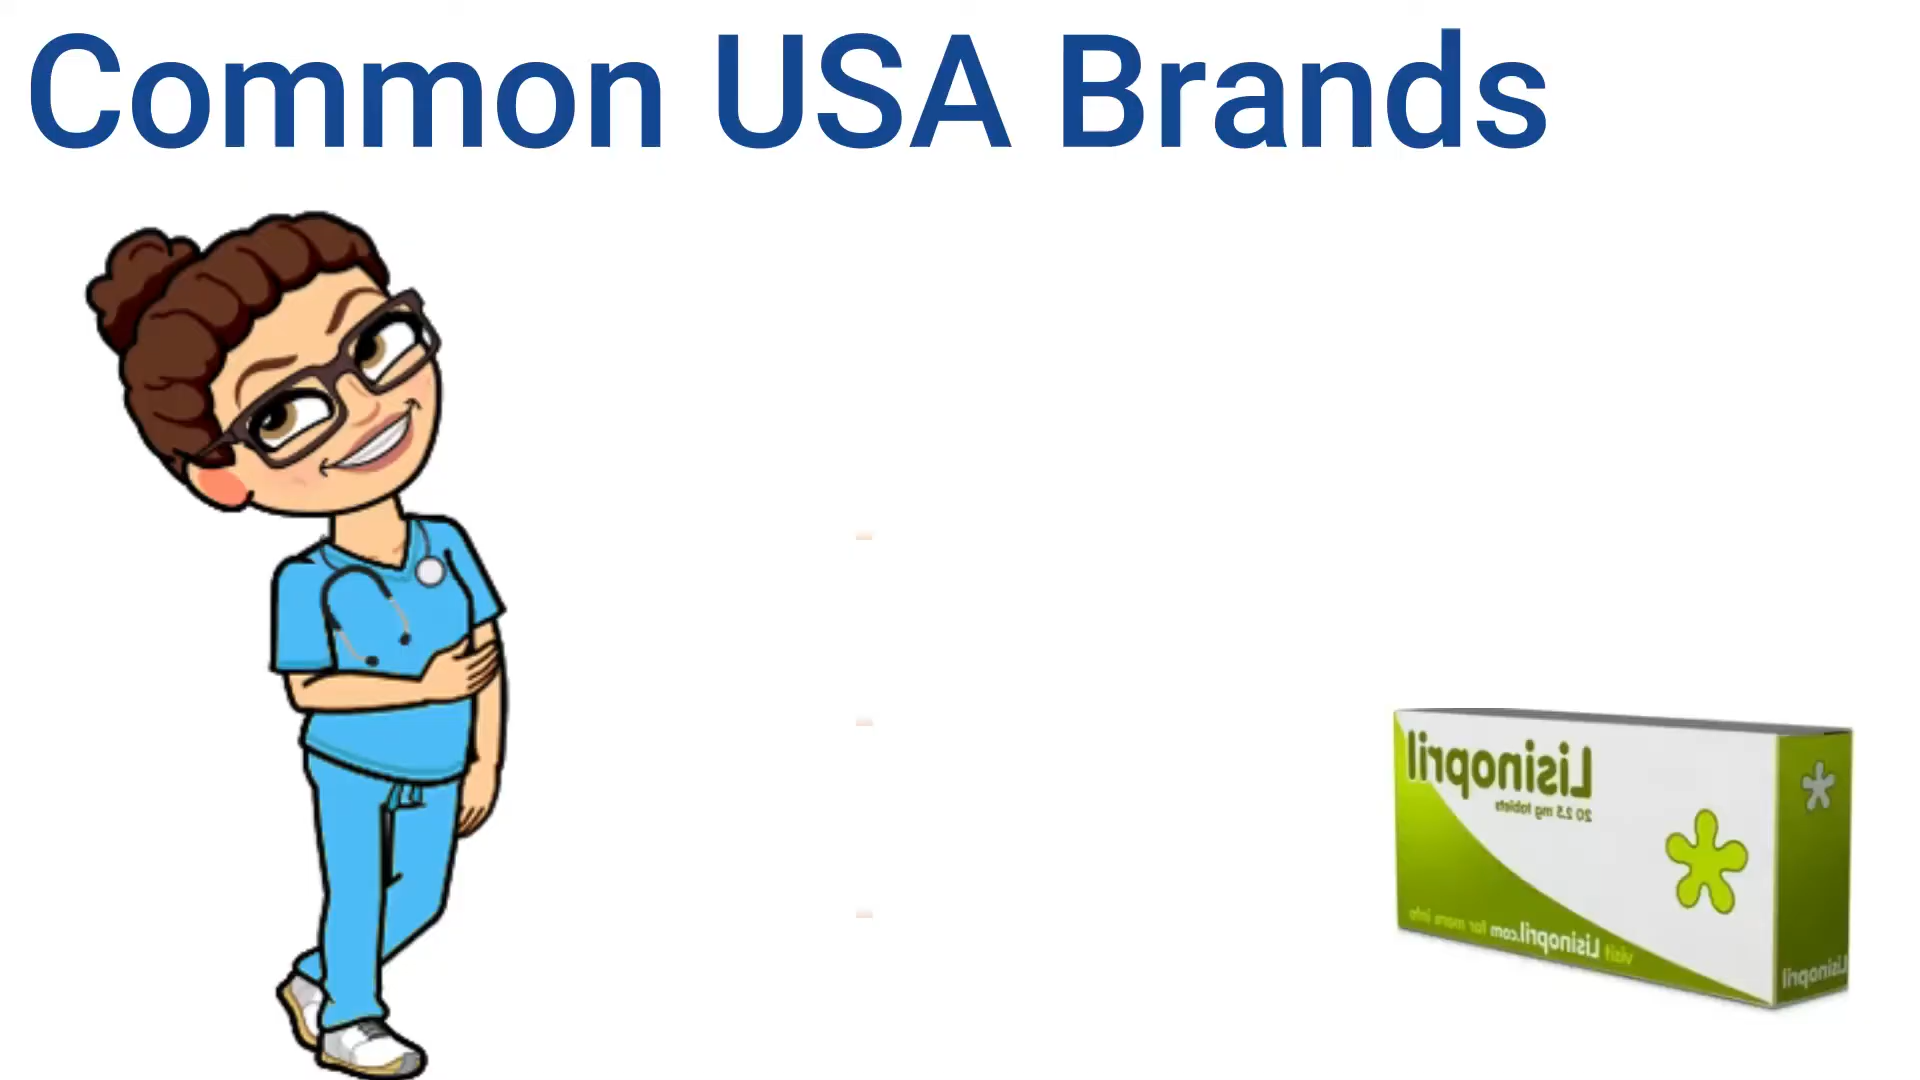 Common USA Brands
Lisinopril
20 2.5 mg tablets
visit Lisinopril.com for more info
Lisinopril